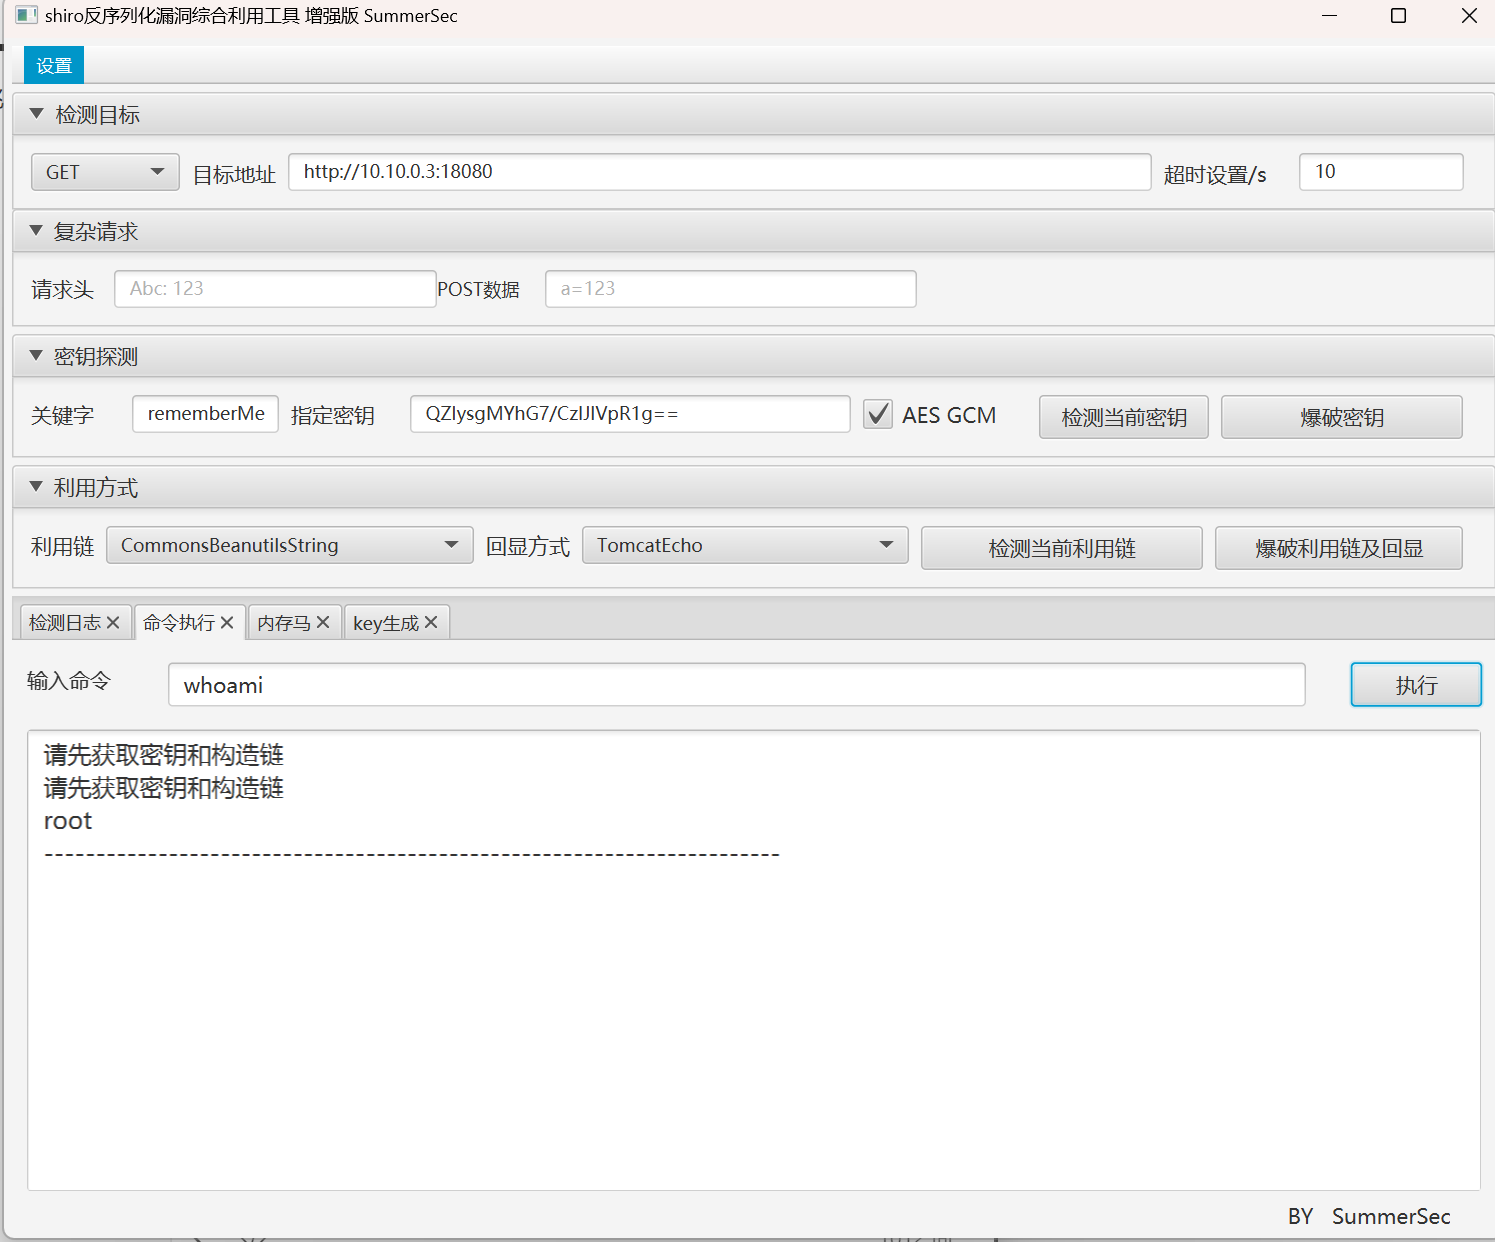 shiro反序列化漏洞综合利用工具 增强版 SummerSec
设置
检测目标
GET 目标地址 http://10.10.0.3:18080 超时设置/s 10
复杂请求
请求头 Abc: 123 POST数据 a=123
密钥探测
关键字 rememberMe 指定密钥 QZIysgMYhG7/CzIJlVpR1g== AES GCM 检测当前密钥 爆破密钥
利用方式
利用链 CommonsBeanutilsString 回显方式 TomcatEcho 检测当前利用链 爆破利用链及回显
检测日志 命令执行 内存马 key生成
输入命令 whoami 执行
请先获取密钥和构造链
请先获取密钥和构造链
root
----------------------------------------------------------------------
BY SummerSec